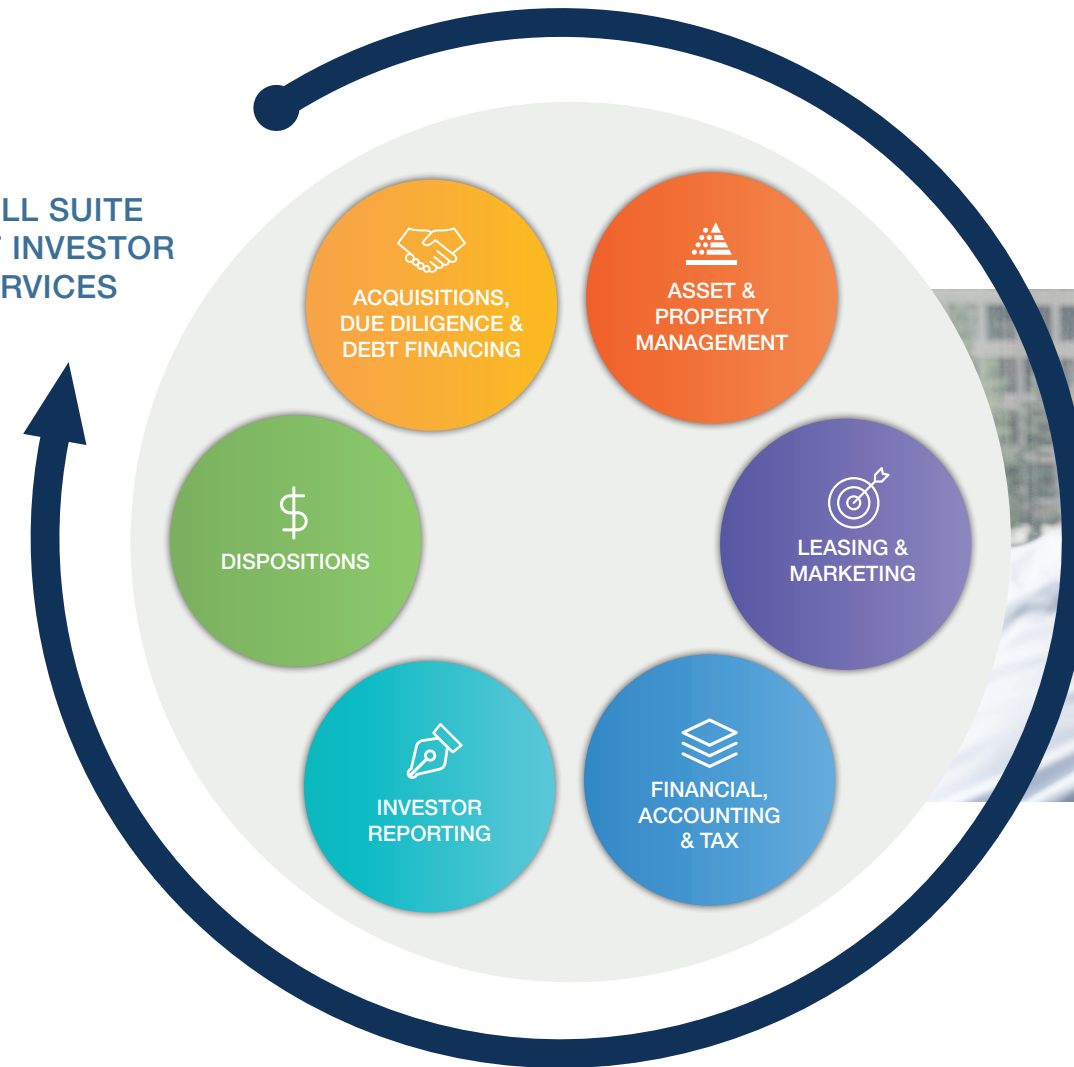 LL SUITE
INVESTOR
RVICES
ACQUISITIONS,
DUE DILIGENCE &
DEBT FINANCING
ASSET &
PROPERTY
MANAGEMENT
LEASING &
MARKETING
FINANCIAL,
ACCOUNTING
& TAX
INVESTOR
REPORTING
DISPOSITIONS